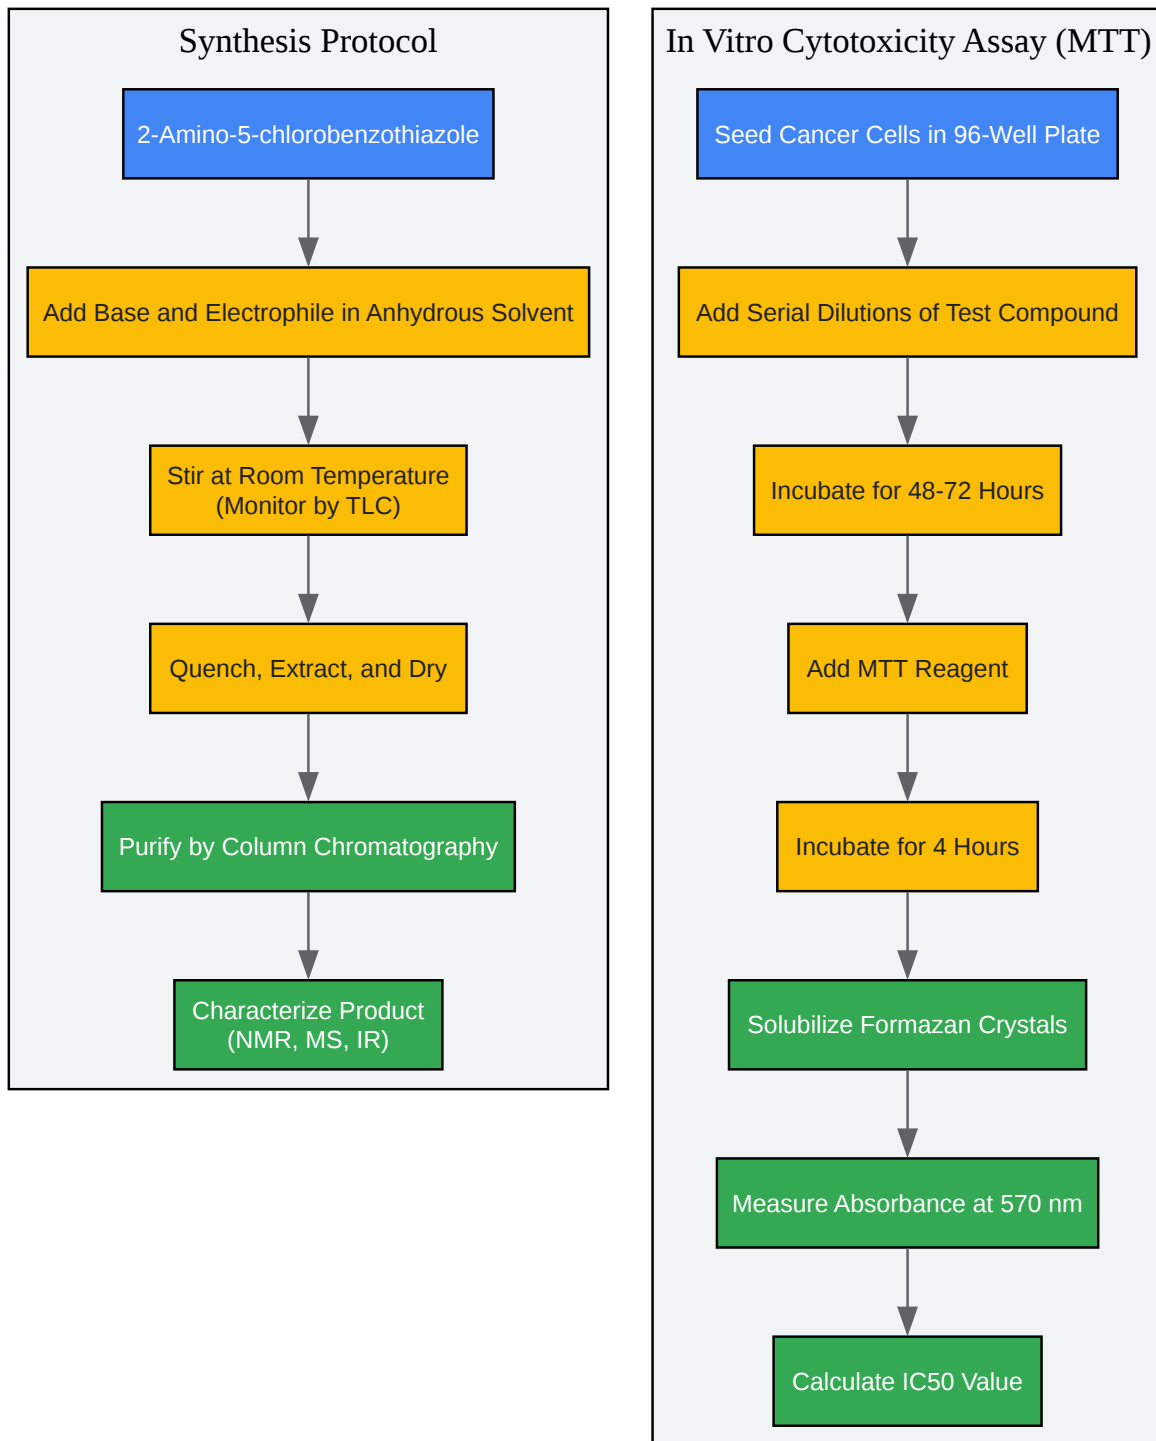 Synthesis Protocol
2-Amino-5-chlorobenzothiazole
Add Base and Electrophile in Anhydrous Solvent
Stir at Room Temperature
(Monitor by TLC)
Quench, Extract, and Dry
Purify by Column Chromatography
Characterize Product
(NMR, MS, IR)
In Vitro Cytotoxicity Assay (MTT)
Seed Cancer Cells in 96-Well Plate
Add Serial Dilutions of Test Compound
Incubate for 48-72 Hours
Add MTT Reagent
Incubate for 4 Hours
Solubilize Formazan Crystals
Measure Absorbance at 570 nm
Calculate IC50 Value